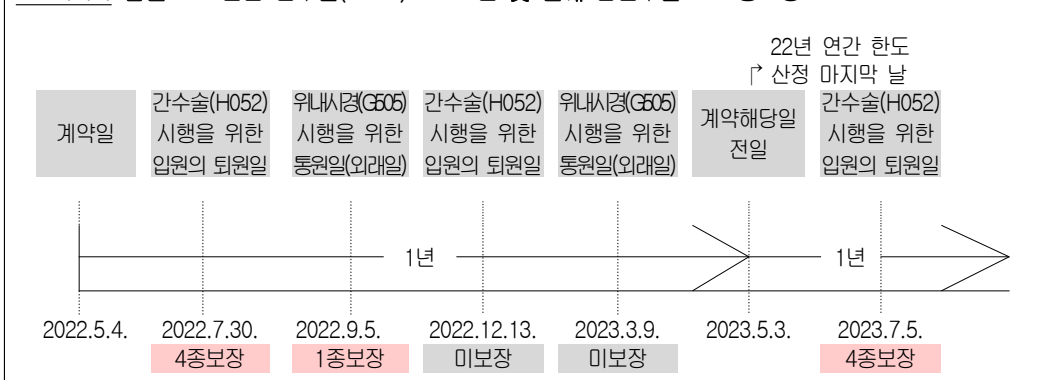 22년 연간 한도
산정 마지막 날
계약일
간수술(H052)
시행을 위한
입원의 퇴원일
위내시경(G505)
시행을 위한
통원일(외래일)
간수술(H052)
시행을 위한
입원의 퇴원일
위내시경(G505)
시행을 위한
통원일(외래일)
계약해당일
전일
간수술(H052)
시행을 위한
입원의 퇴원일
1년
1년
2022.5.4.
2022.7.30.
2022.9.5.
2022.12.13.
2023.3.9.
2023.5.3.
2023.7.5.
4종보장
1종보장
미보장
미보장
4종보장